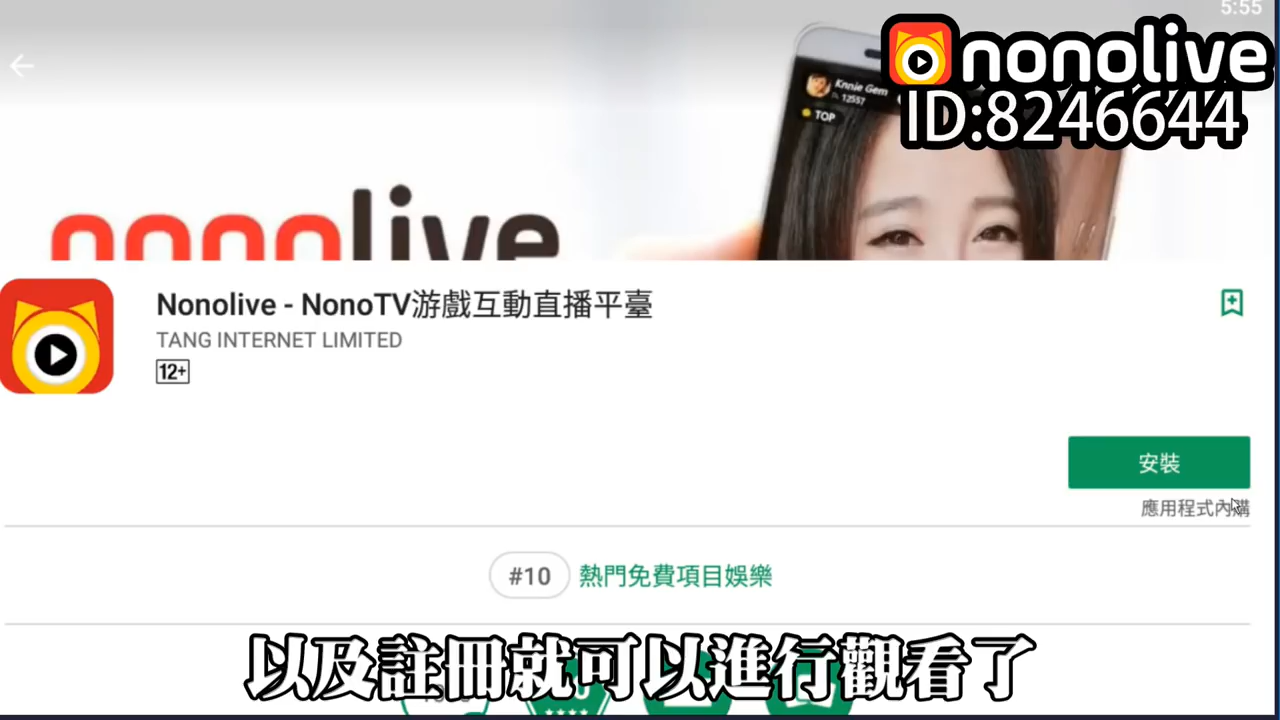 5:55
nonolive
ID:8246644
Knnie Gem
12557
TOP
nonolive
Nonolive - NonoTV游戲互動直播平臺
TANG INTERNET LIMITED
12+
安裝
應用程式內購
#10 熱門免費項目娛樂
以及註冊就可以進行觀看了